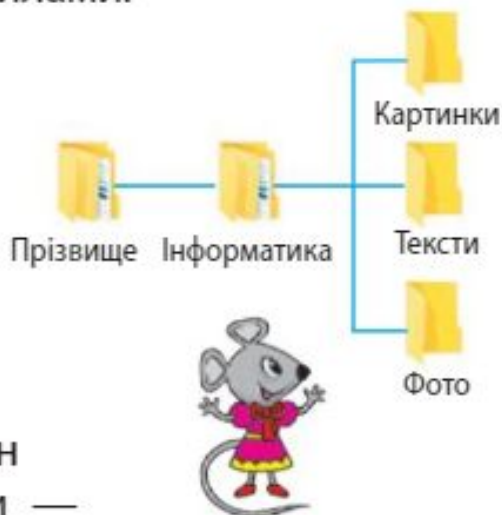 Картинки
Прізвище Інформатика
Тексти
Фото
н
—